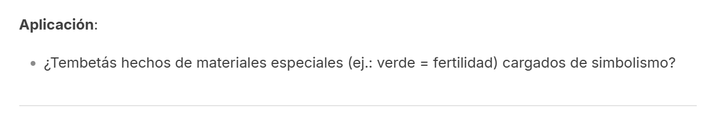 Aplicación:
• ¿Tembetás hechos de materiales especiales (ej.: verde = fertilidad) cargados de simbolismo?